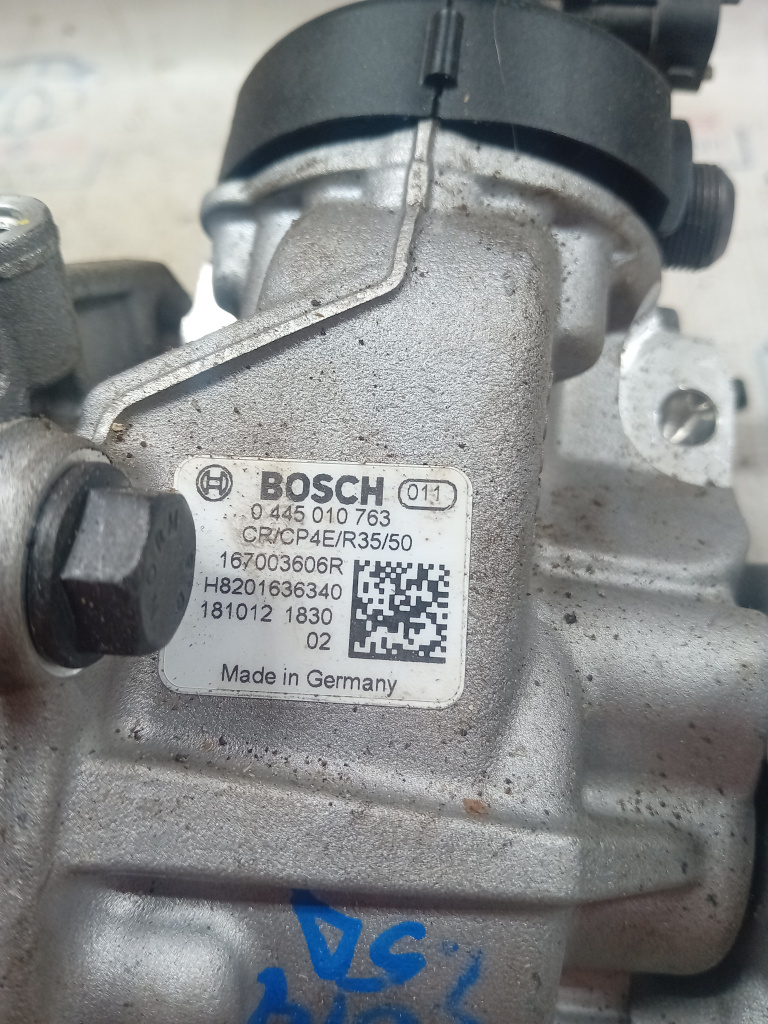 BOSCH 011
0 445 010 763
CR/CP4E/R35/50
167003606R
H8201636340
181012 1830
02
Made in Germany